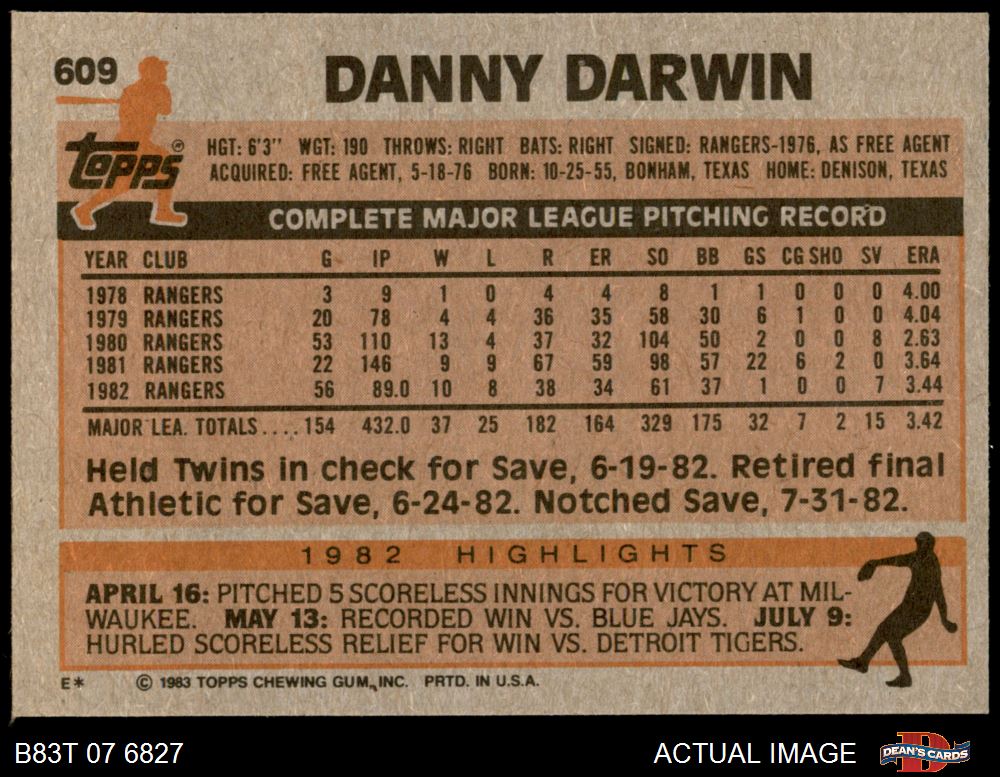 609
DANNY DARWIN
topps®
HGT: 6'3" WGT: 190 THROWS: RIGHT BATS: RIGHT SIGNED: RANGERS-1976, AS FREE AGENT
ACQUIRED: FREE AGENT, 5-18-76 BORN: 10-25-55, BONHAM, TEXAS HOME: DENISON, TEXAS
COMPLETE MAJOR LEAGUE PITCHING RECORD
YEAR CLUB G IP W L R ER SO BB GS CG SHO SV ERA
1978 RANGERS 3 9 1 0 4 4 8 1 1 0 0 0 4.00
1979 RANGERS 20 78 4 4 36 35 58 30 6 1 0 0 4.04
1980 RANGERS 53 110 13 4 37 32 104 50 2 0 0 8 2.63
1981 RANGERS 22 146 9 9 67 59 98 57 22 6 2 0 3.64
1982 RANGERS 56 89.0 10 8 38 34 61 37 1 0 0 7 3.44
MAJOR LEA. TOTALS.... 154 432.0 37 25 182 164 329 175 32 7 2 15 3.42
Held Twins in check for Save, 6-19-82. Retired final
Athletic for Save, 6-24-82. Notched Save, 7-31-82.
1982 HIGHLIGHTS
APRIL 16: PITCHED 5 SCORELESS INNINGS FOR VICTORY AT MIL-
WAUKEE. MAY 13: RECORDED WIN VS. BLUE JAYS. JULY 9:
HURLED SCORELESS RELIEF FOR WIN VS. DETROIT TIGERS.
E* © 1983 TOPPS CHEWING GUM, INC. PRTD. IN U.S.A.
B83T 07 6827 ACTUAL IMAGE D DEAN'S CARDS